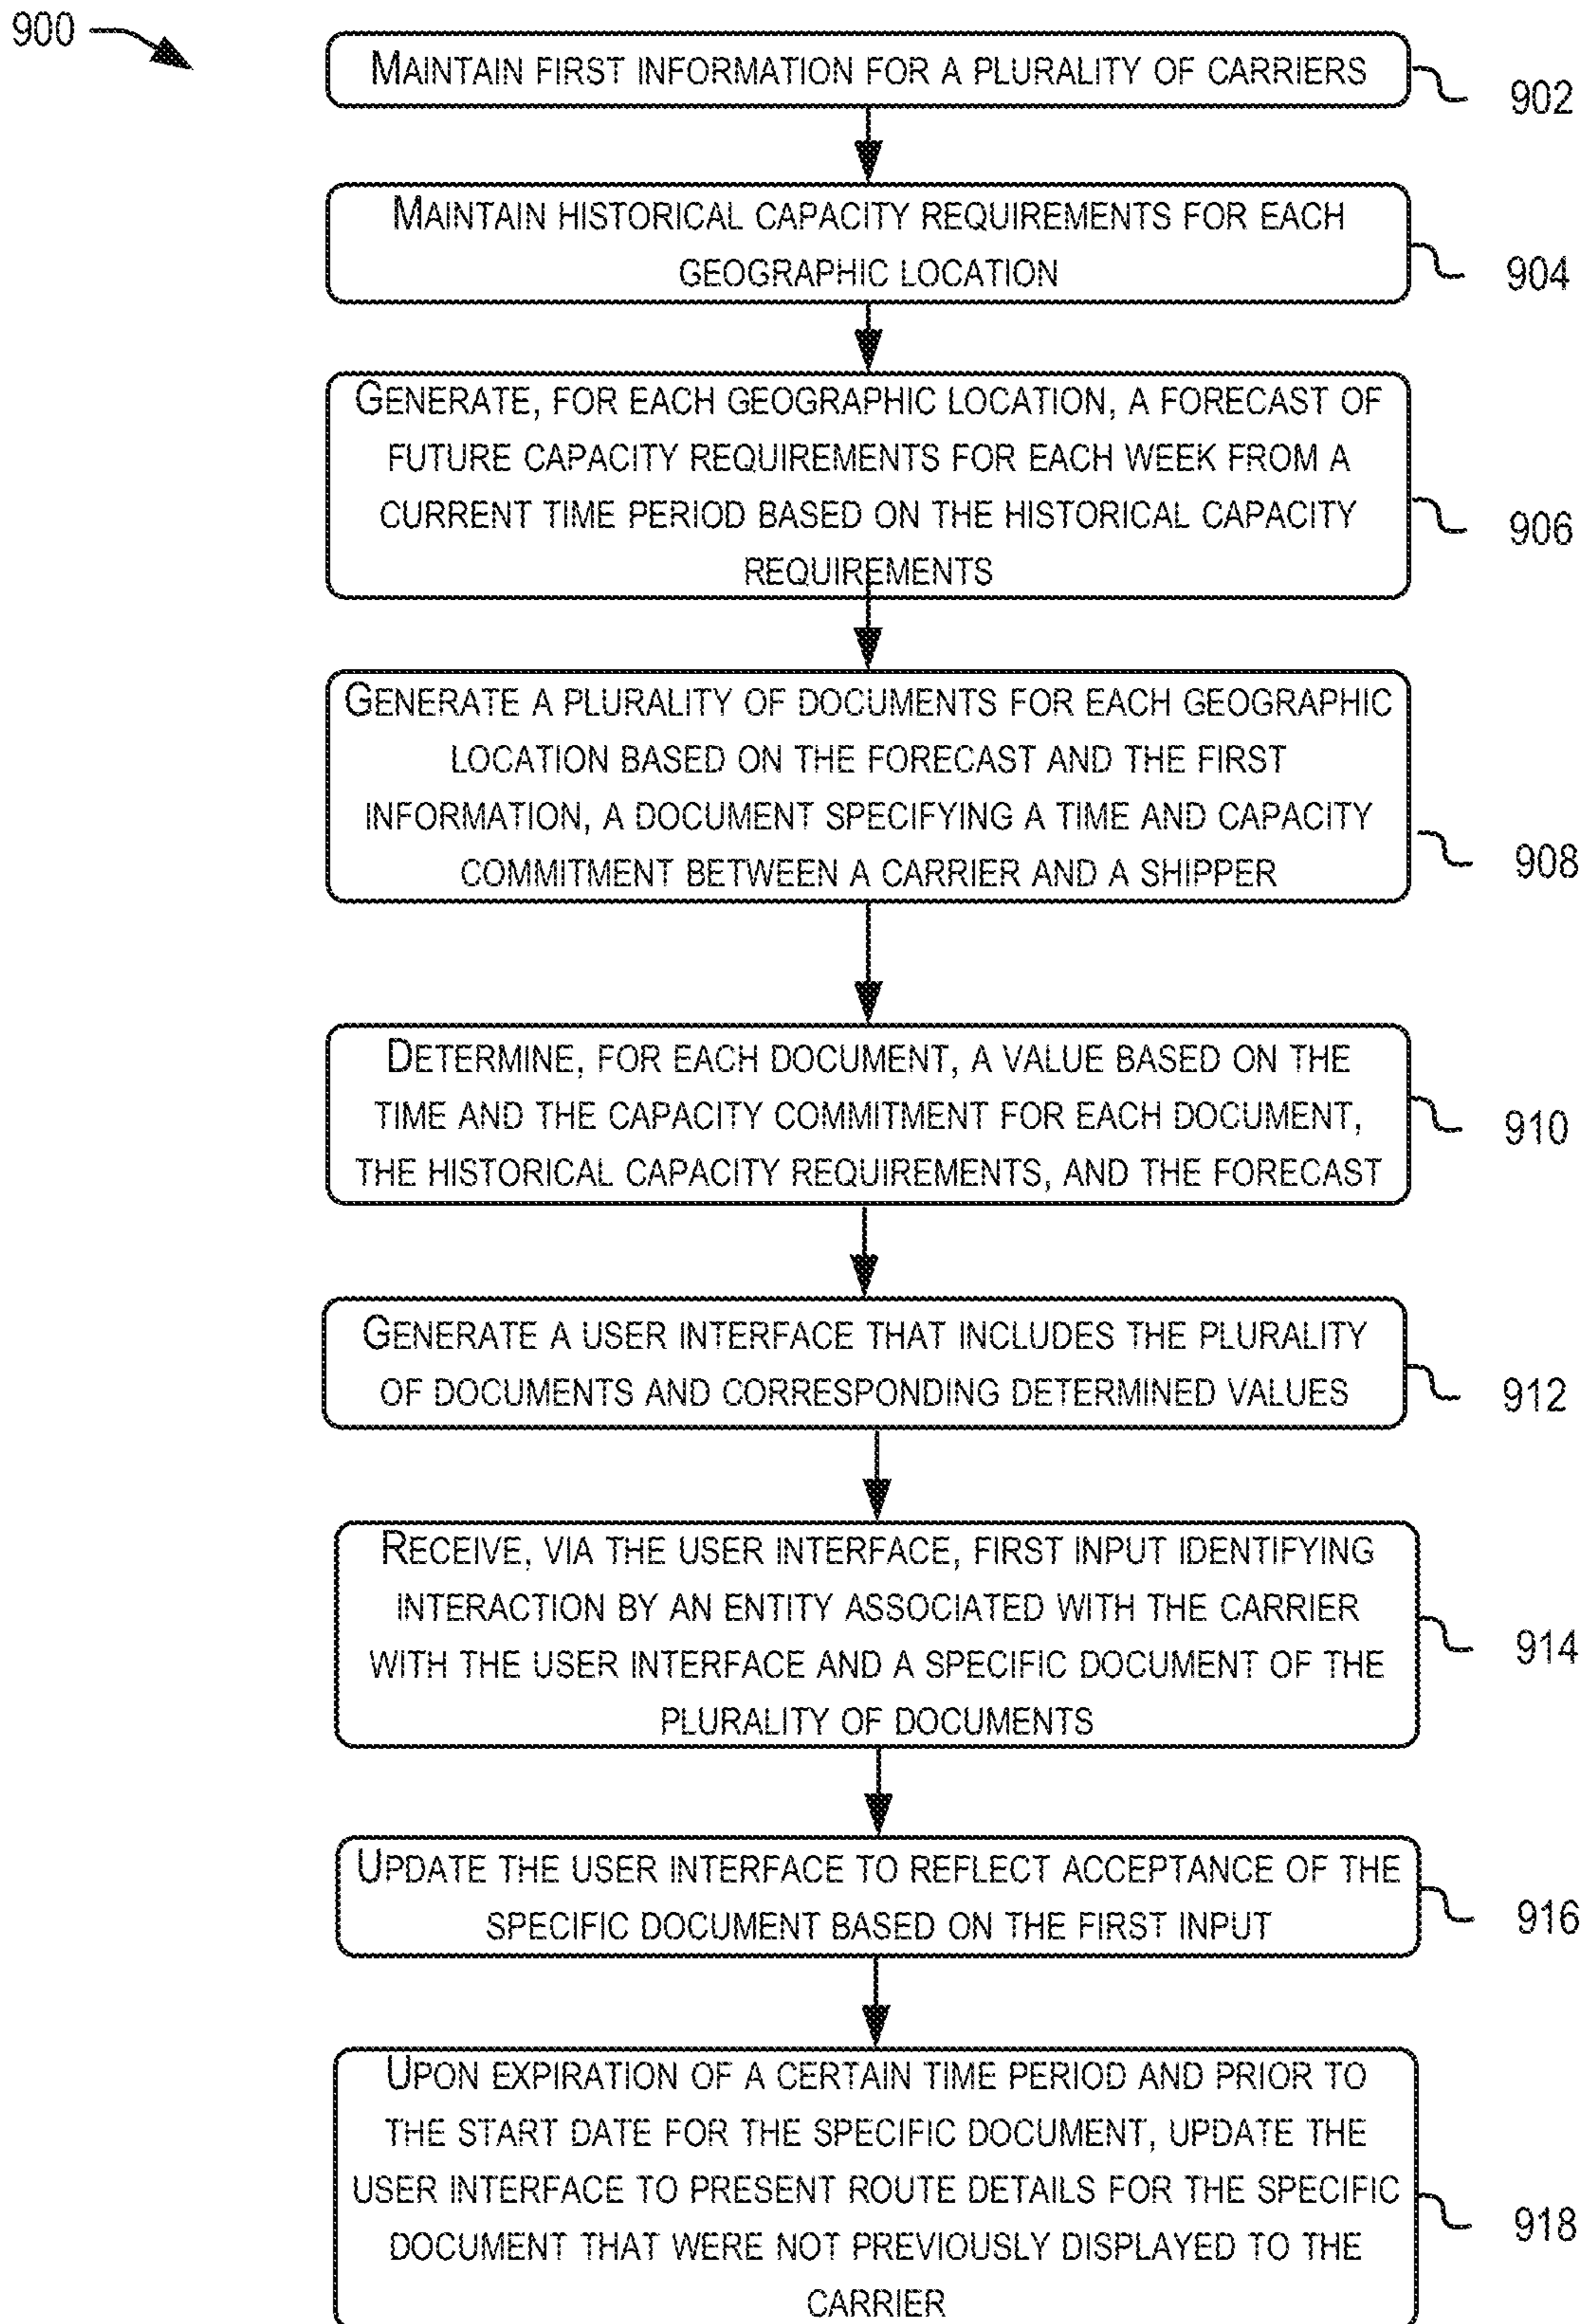 900
MAINTAIN FIRST INFORMATION FOR A PLURALITY OF CARRIERS
902
MAINTAIN HISTORICAL CAPACITY REQUIREMENTS FOR EACH
GEOGRAPHIC LOCATION
904
GENERATE, FOR EACH GEOGRAPHIC LOCATION, A FORECAST OF
FUTURE CAPACITY REQUIREMENTS FOR EACH WEEK FROM A
CURRENT TIME PERIOD BASED ON THE HISTORICAL CAPACITY
REQUIREMENTS
906
GENERATE A PLURALITY OF DOCUMENTS FOR EACH GEOGRAPHIC
LOCATION BASED ON THE FORECAST AND THE FIRST
INFORMATION, A DOCUMENT SPECIFYING A TIME AND CAPACITY
COMMITMENT BETWEEN A CARRIER AND A SHIPPER
908
DETERMINE, FOR EACH DOCUMENT, A VALUE BASED ON THE
TIME AND THE CAPACITY COMMITMENT FOR EACH DOCUMENT,
THE HISTORICAL CAPACITY REQUIREMENTS, AND THE FORECAST
910
GENERATE A USER INTERFACE THAT INCLUDES THE PLURALITY
OF DOCUMENTS AND CORRESPONDING DETERMINED VALUES
912
RECEIVE, VIA THE USER INTERFACE, FIRST INPUT IDENTIFYING
INTERACTION BY AN ENTITY ASSOCIATED WITH THE CARRIER
WITH THE USER INTERFACE AND A SPECIFIC DOCUMENT OF THE
PLURALITY OF DOCUMENTS
914
UPDATE THE USER INTERFACE TO REFLECT ACCEPTANCE OF THE
SPECIFIC DOCUMENT BASED ON THE FIRST INPUT
916
UPON EXPIRATION OF A CERTAIN TIME PERIOD AND PRIOR TO
THE START DATE FOR THE SPECIFIC DOCUMENT, UPDATE THE
USER INTERFACE TO PRESENT ROUTE DETAILS FOR THE SPECIFIC
DOCUMENT THAT WERE NOT PREVIOUSLY DISPLAYED TO THE
CARRIER
918